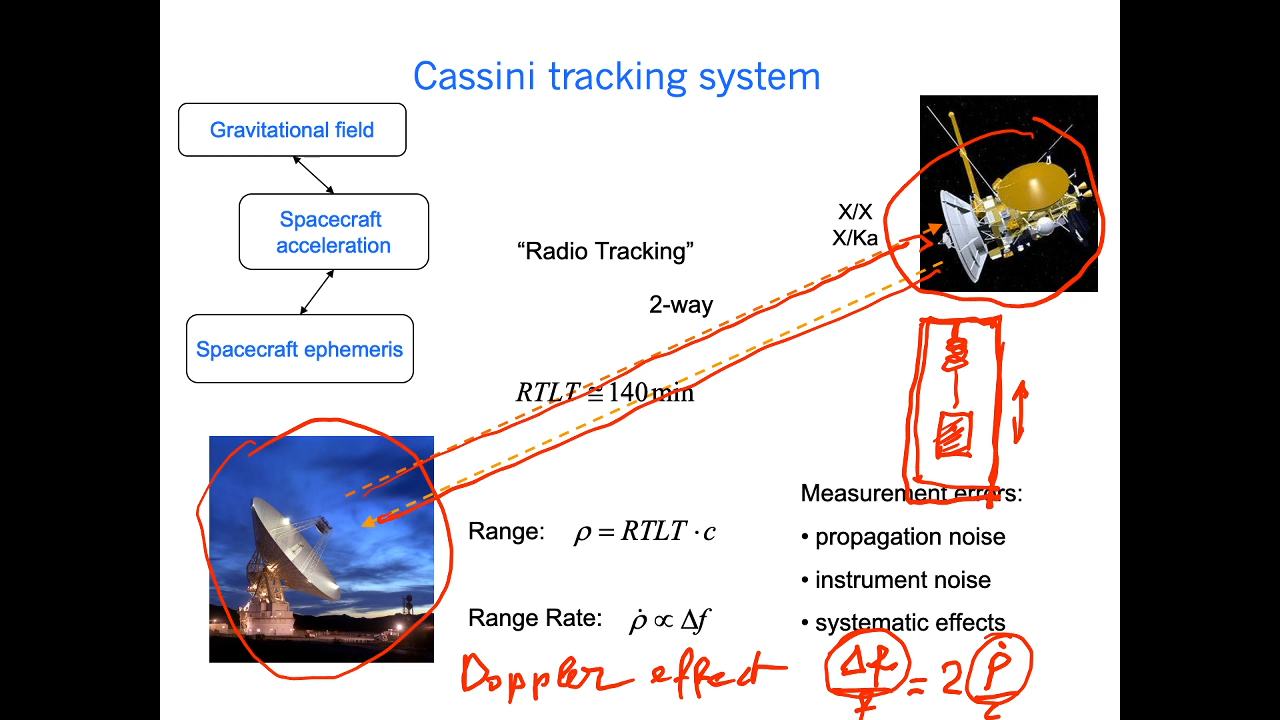 Cassini tracking system
Gravitational field
Spacecraft
acceleration
Spacecraft ephemeris
X/X
X/Ka
“Radio Tracking”
2-way
RTLT ≅ 140 min
Range: ρ = RTLT · c
Range Rate: ρ̇ ∝ Δf
Measurement errors:
• propagation noise
• instrument noise
• systematic effects
Doppler effect
Δf/f = 2 ρ̇/c